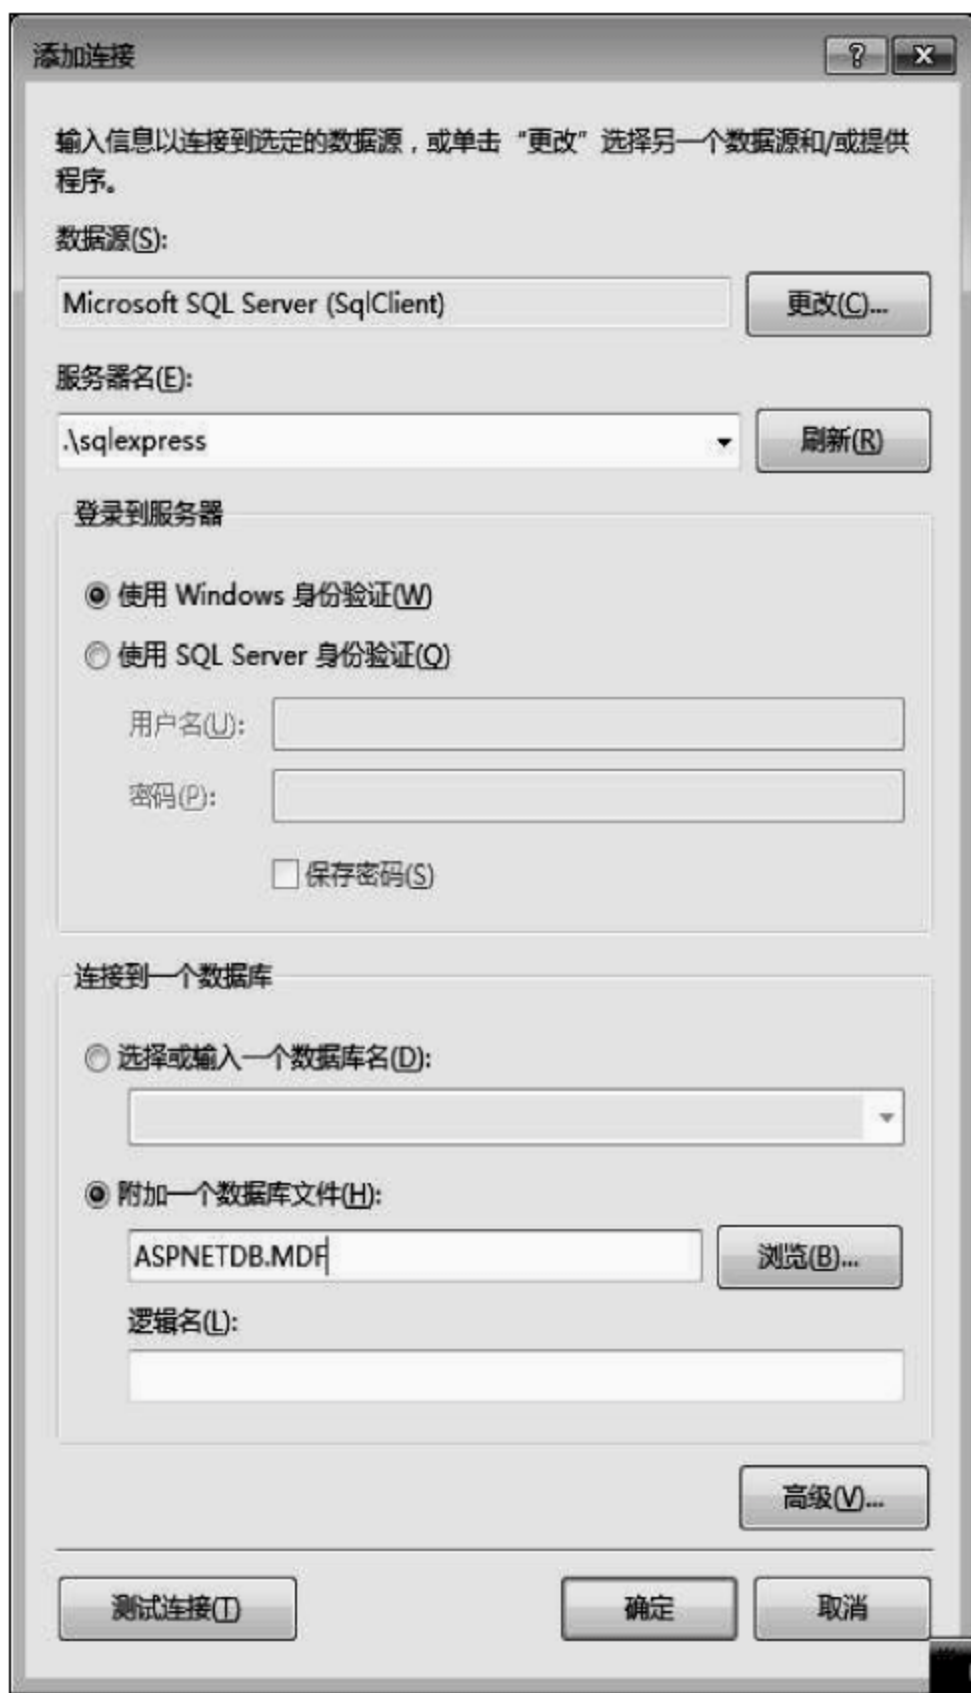 添加连接
输入信息以连接到选定的数据源，或单击“更改”选择另一个数据源和/或提供
程序。
数据源(S):
Microsoft SQL Server (SqlClient)
更改(C)...
服务器名(E):
.\sqlexpress
刷新(R)
登录到服务器
使用 Windows 身份验证(W)
使用 SQL Server 身份验证(Q)
用户名(U):
密码(P):
保存密码(S)
连接到一个数据库
选择或输入一个数据库名(D):
附加一个数据库文件(H):
ASPNETDB.MDF
浏览(B)...
逻辑名(L):
高级(V)...
测试连接(T)
确定
取消